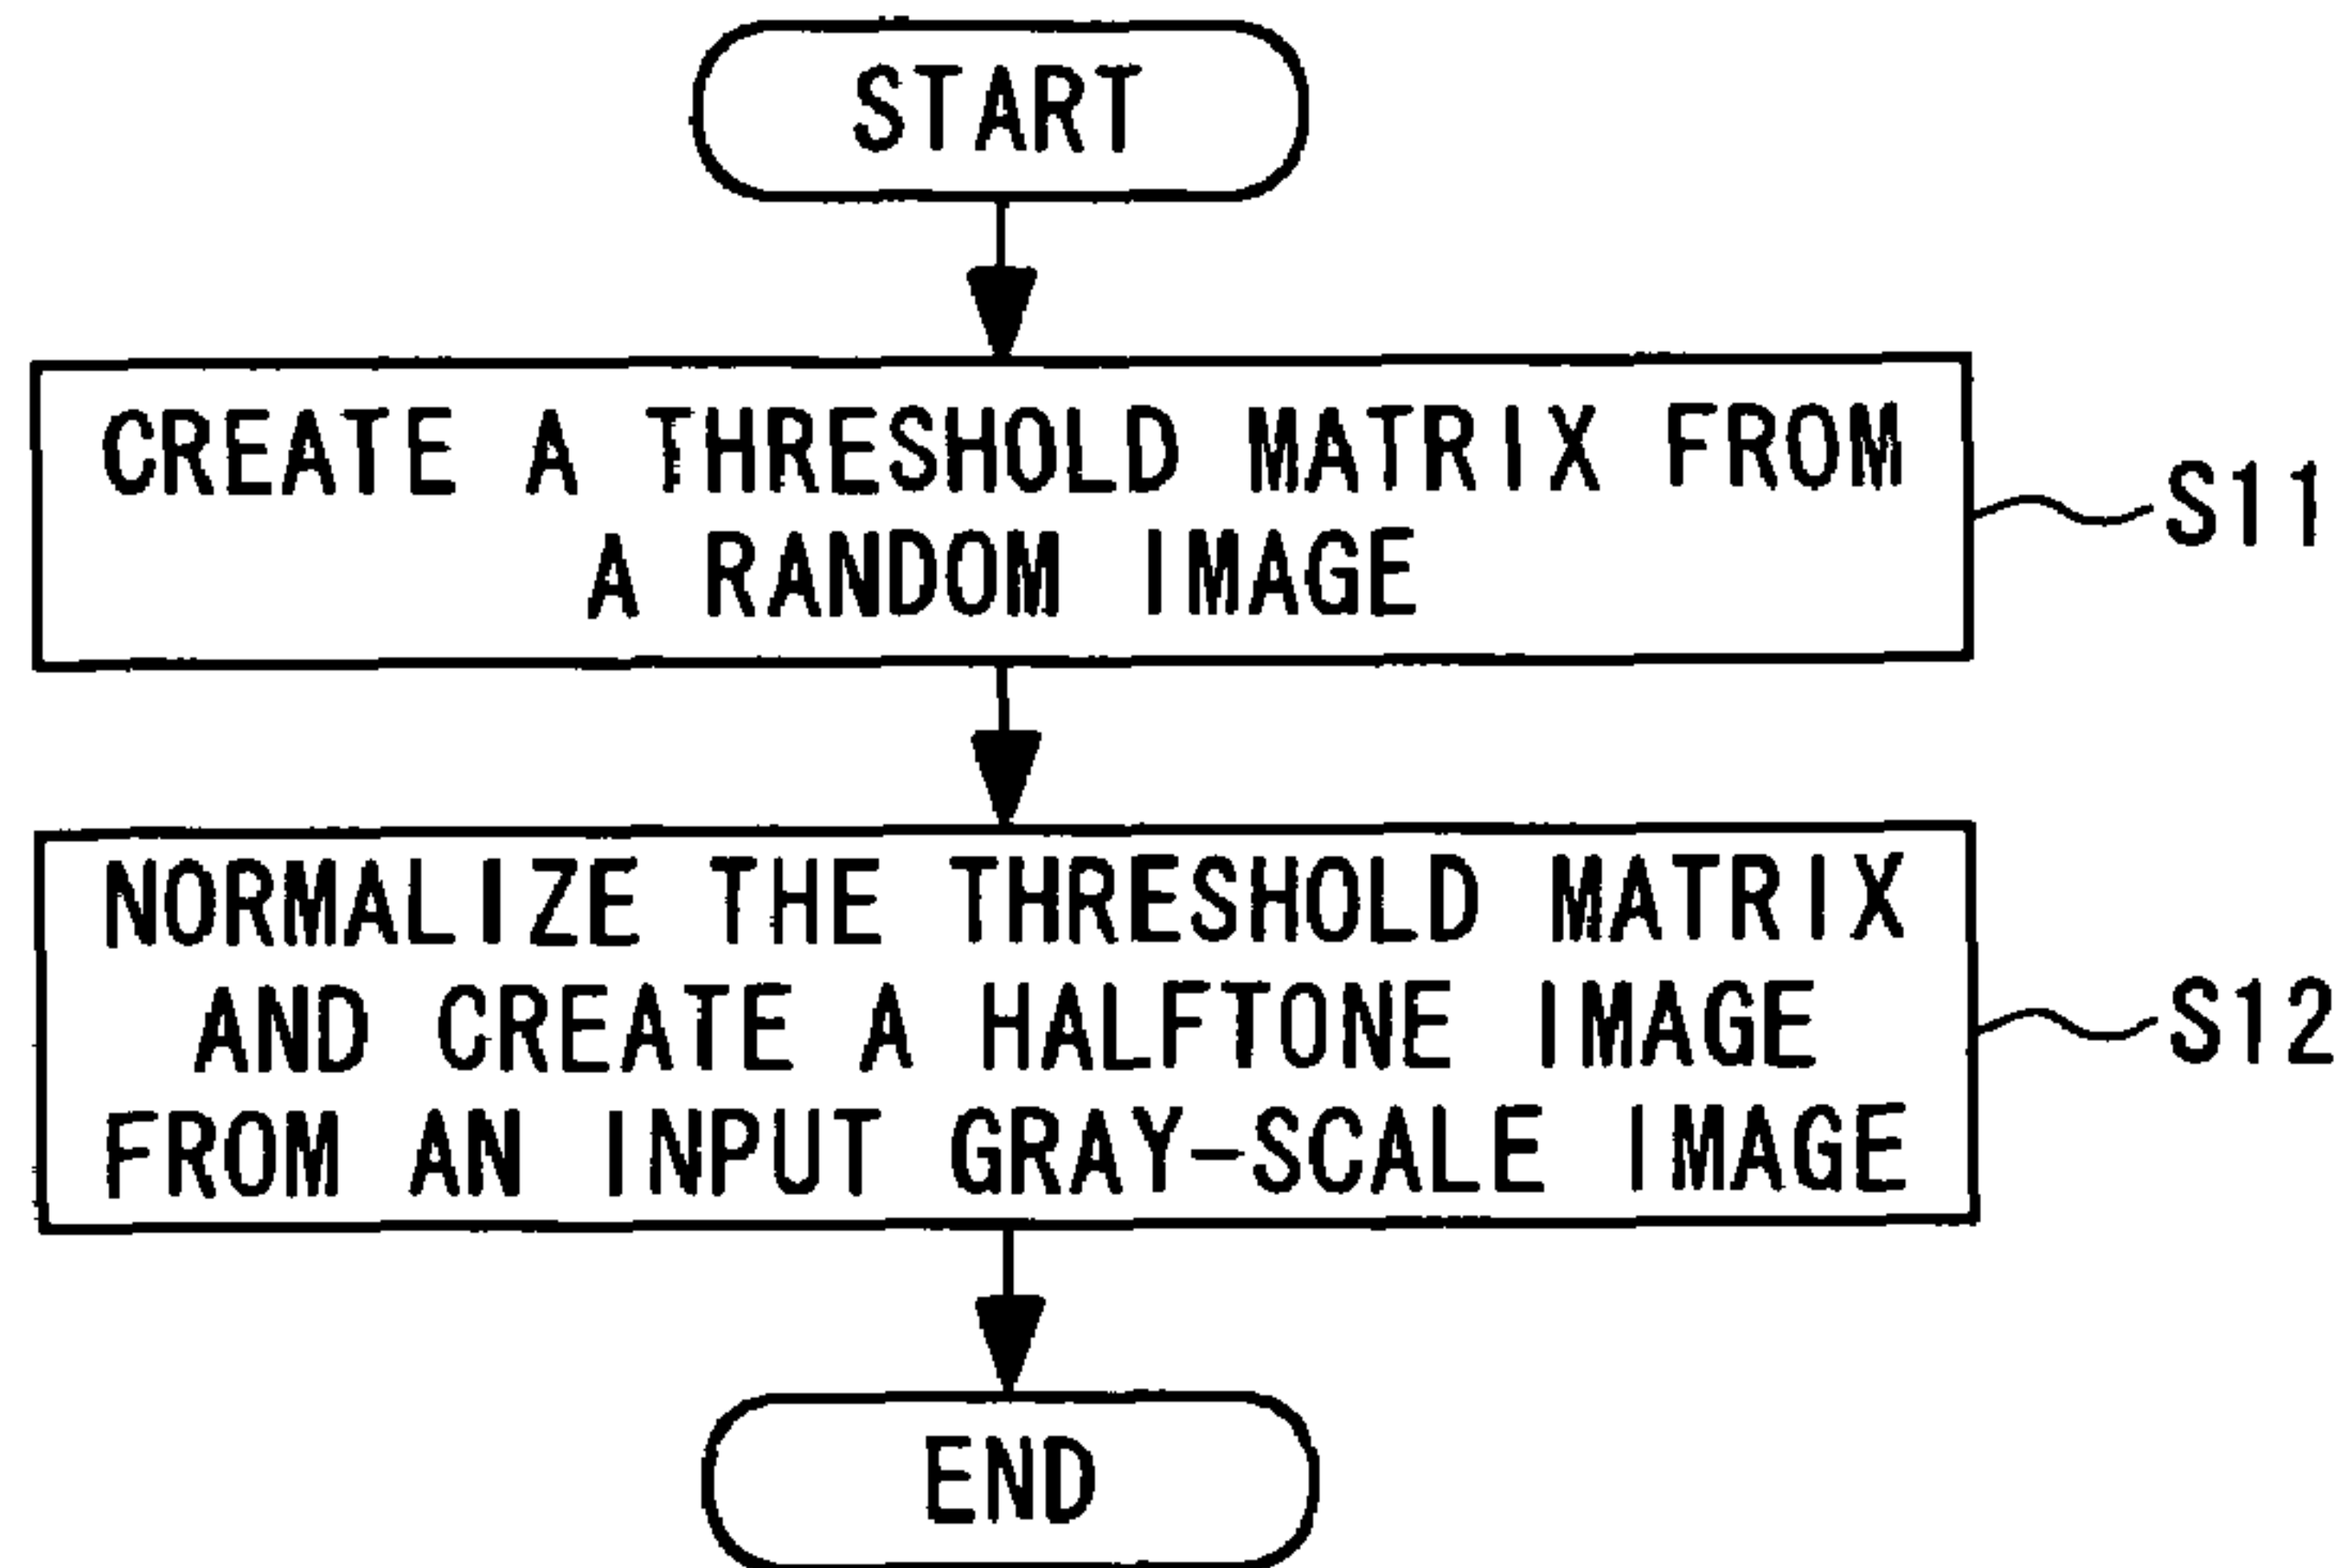 START
CREATE A THRESHOLD MATRIX FROM
A RANDOM IMAGE
S11
NORMALIZE THE THRESHOLD MATRIX
AND CREATE A HALFTONE IMAGE
FROM AN INPUT GRAY-SCALE IMAGE
S12
END